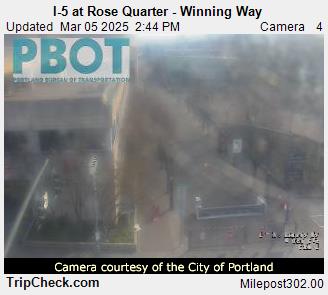 I-5 at Rose Quarter - Winning Way
Updated Mar 05 2025 2:44 PM Camera 4
PBOT
PORTLAND BUREAU OF TRANSPORTATION
Camera courtesy of the City of Portland
TripCheck.com Milepost302.00